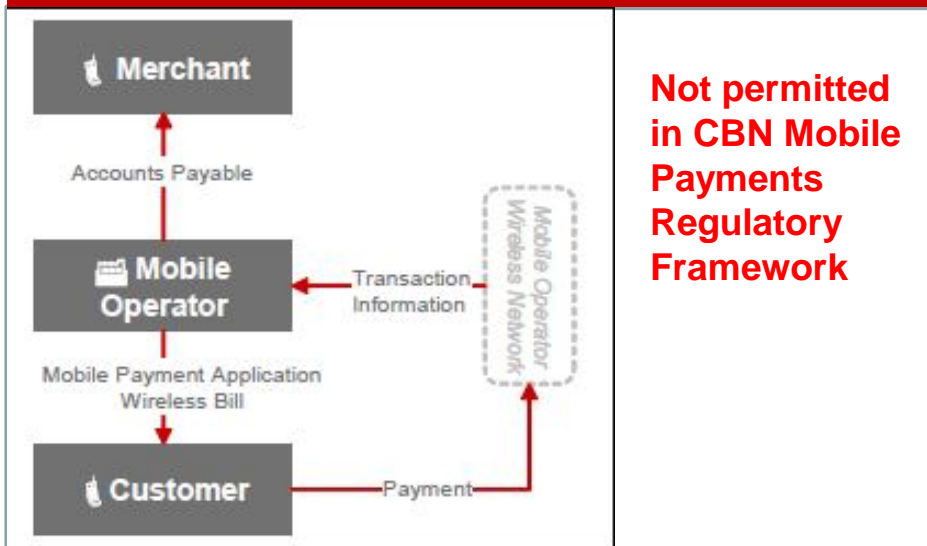 Merchant
Accounts Payable
Mobile
Operator
Transaction
Information
Mobile Operator
Wireless Network
Mobile Payment Application
Wireless Bill
Customer
Payment
Not permitted
in CBN Mobile
Payments
Regulatory
Framework